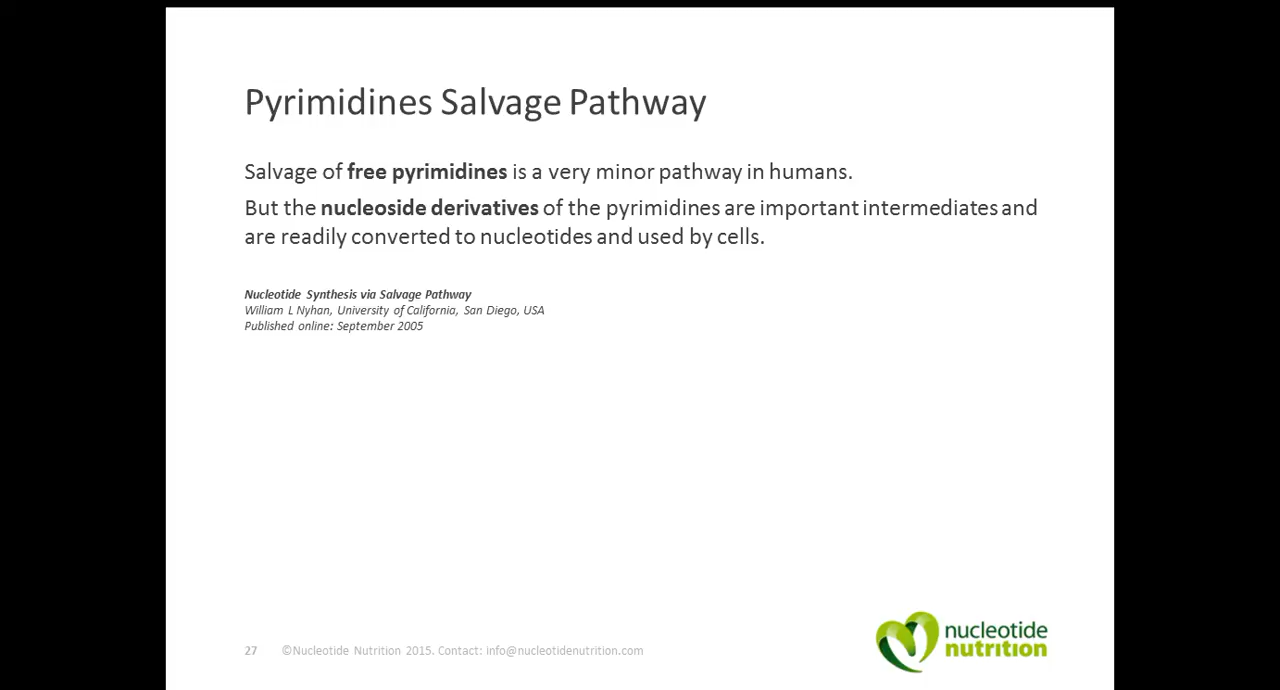 Pyrimidines Salvage Pathway
Salvage of free pyrimidines is a very minor pathway in humans.
But the nucleoside derivatives of the pyrimidines are important intermediates and
are readily converted to nucleotides and used by cells.
Nucleotide Synthesis via Salvage Pathway
William L Nyhan, University of California, San Diego, USA
Published online: September 2005
27 ©Nucleotide Nutrition 2015. Contact: info@nucleotidenutrition.com
nucleotide
nutrition